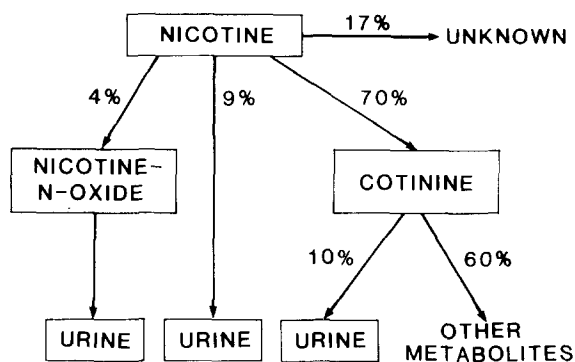 NICOTINE
17%
UNKNOWN
4%
9%
70%
NICOTINE-
N-OXIDE
COTININE
10%
60%
URINE
URINE
URINE
OTHER
METABOLITES